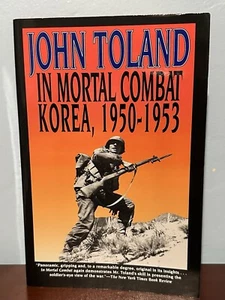 JOHN TOLAND
IN MORTAL COMBAT
KOREA, 1950-1953
"Panoramic, gripping and, to a remarkable degree, original in its insights . . .
In Mortal Combat again demonstrates Mr. Toland's skill in presenting the
soldier's-eye view of the war."—The New York Times Book Review